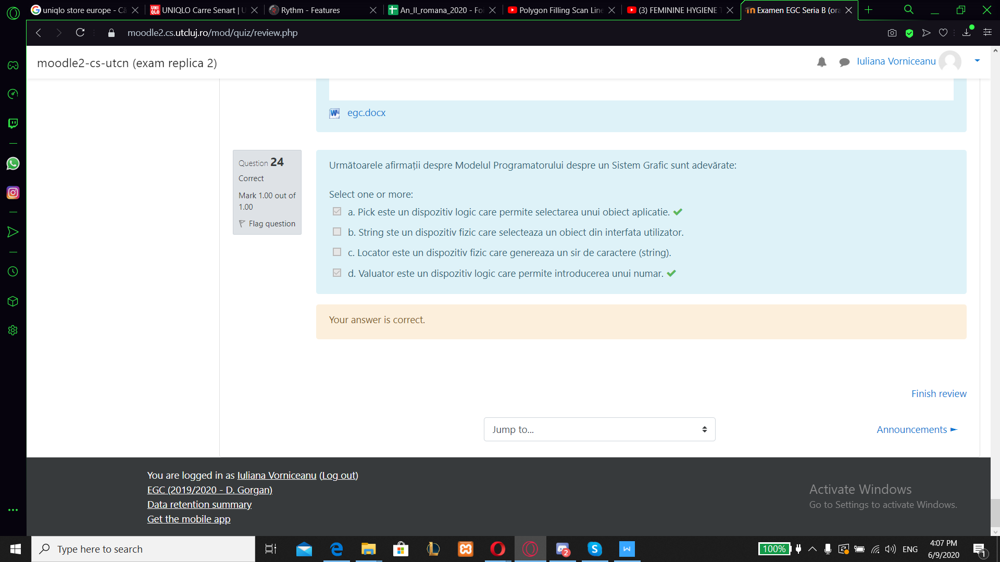 uniqlo store europe - Că
UNIQLO Carre Senart | U
Rythm - Features
An_II_romana_2020 - Foi
Polygon Filling Scan Line
(3) FEMININE HYGIENE T
Examen EGC Seria B (ora
moodle2.cs.utcluj.ro/mod/quiz/review.php
moodle2-cs-utcn (exam replica 2)
Iuliana Vorniceanu
egc.docx
Question 24
Correct
Mark 1.00 out of
1.00
Flag question
Următoarele afirmații despre Modelul Programatorului despre un Sistem Grafic sunt adevărate:
Select one or more:
a. Pick este un dispozitiv logic care permite selectarea unui obiect aplicatie.
b. String ste un dispozitiv fizic care selecteaza un obiect din interfata utilizator.
c. Locator este un dispozitiv fizic care genereaza un sir de caractere (string).
d. Valuator este un dispozitiv logic care permite introducerea unui numar.
Your answer is correct.
Finish review
Jump to...
Announcements ►
You are logged in as Iuliana Vorniceanu (Log out)
EGC (2019/2020 - D. Gorgan)
Data retention summary
Get the mobile app
Activate Windows
Go to Settings to activate Windows.
Type here to search
2
100%
ENG
4:07 PM
6/9/2020
1